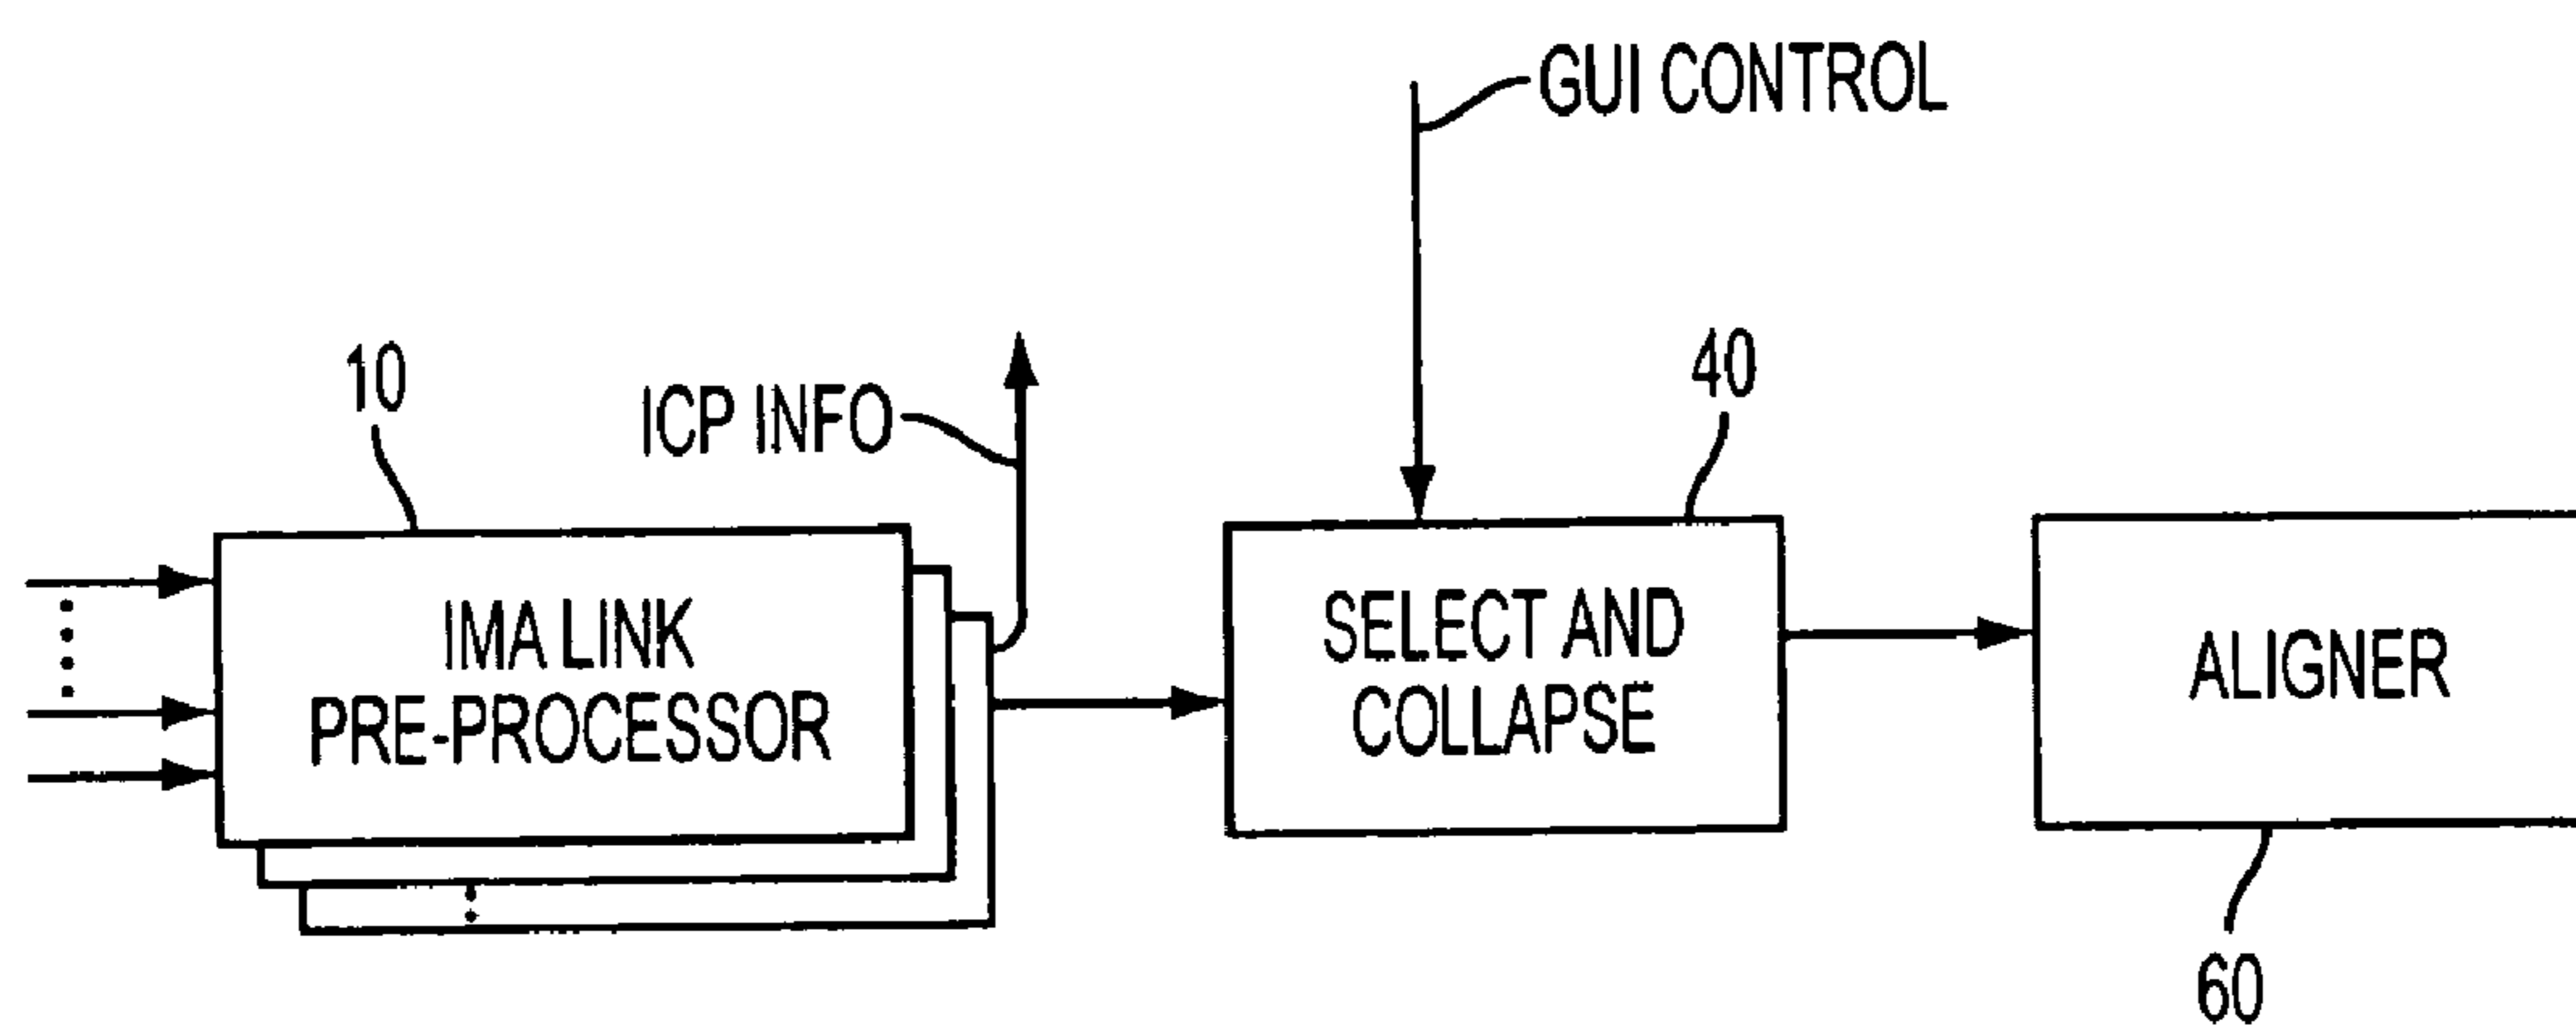 GUI CONTROL
10
ICP INFO
40
IMA LINK
PRE-PROCESSOR
SELECT AND
COLLAPSE
ALIGNER
60